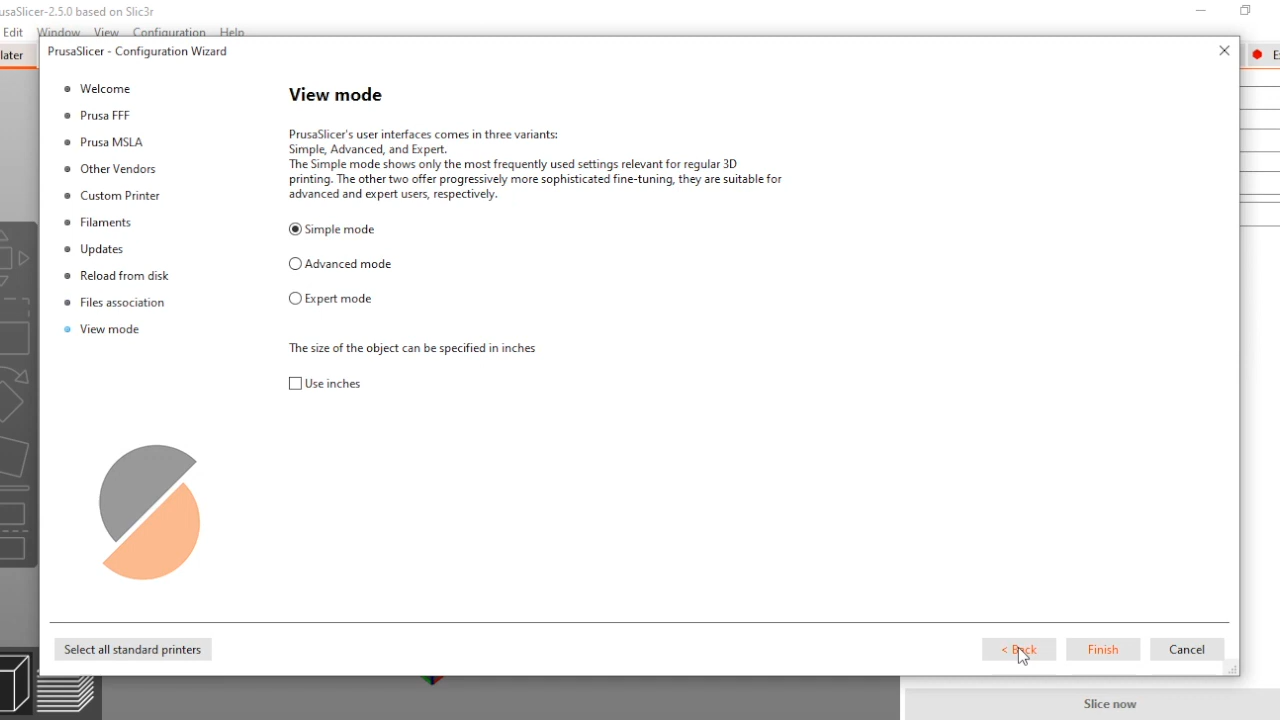 usaSlicer-2.5.0 based on Slic3r
Edit Window View Configuration Help
later
PrusaSlicer - Configuration Wizard
Welcome
Prusa FFF
Prusa MSLA
Other Vendors
Custom Printer
Filaments
Updates
Reload from disk
Files association
View mode
View mode
PrusaSlicer's user interfaces comes in three variants:
Simple, Advanced, and Expert.
The Simple mode shows only the most frequently used settings relevant for regular 3D
printing. The other two offer progressively more sophisticated fine-tuning, they are suitable for
advanced and expert users, respectively.
Simple mode
Advanced mode
Expert mode
The size of the object can be specified in inches
Use inches
Select all standard printers
< Back
Finish
Cancel
Slice now